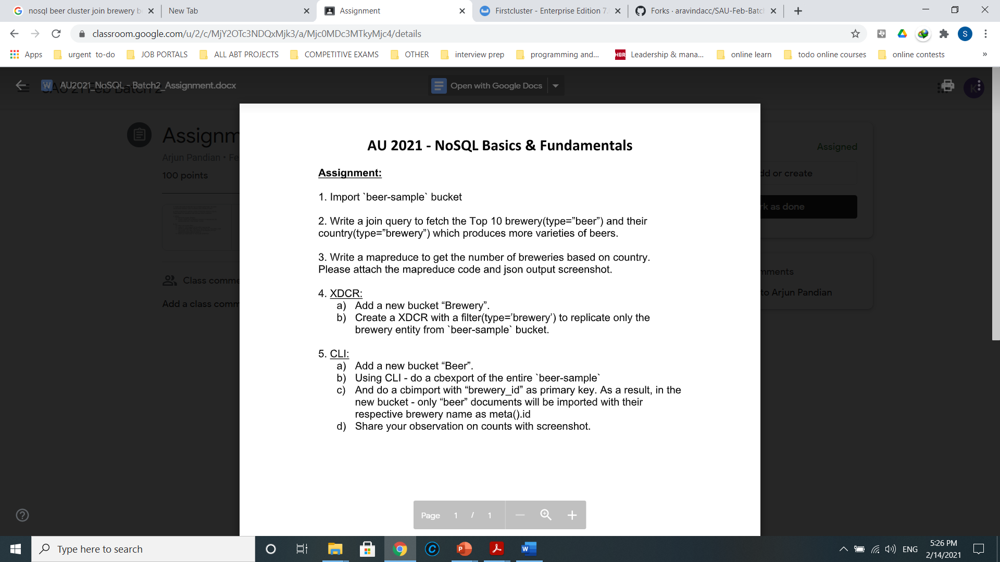 nosql beer cluster join brewery b
New Tab
Assignment
Firstcluster - Enterprise Edition 7.
Forks · aravindacc/SAU-Feb-Batc
classroom.google.com/u/2/c/MjY2OTc3NDQxMjk3/a/Mjc0MDc3MTkyMjc4/details
S
Apps
urgent to-do
JOB PORTALS
ALL ABT PROJECTS
COMPETITIVE EXAMS
OTHER
interview prep
programming and...
HBR
Leadership & mana...
online learn
todo online courses
online contests
»
W
AU2021_NoSQL - Batch2_Assignment.docx
SAU 21 Feb Batch 2
Open with Google Docs
K
Assignm
Assigned
Arjun Pandian • Fe
100 points
dd or create
rk as done
Class comme
Add a class comm
mments
to Arjun Pandian
AU 2021 - NoSQL Basics & Fundamentals
Assignment:
1. Import `beer-sample` bucket
2. Write a join query to fetch the Top 10 brewery(type=”beer”) and their
country(type=”brewery”) which produces more varieties of beers.
3. Write a mapreduce to get the number of breweries based on country.
Please attach the mapreduce code and json output screenshot.
4. XDCR:
a) Add a new bucket “Brewery”.
b) Create a XDCR with a filter(type=’brewery’) to replicate only the
brewery entity from `beer-sample` bucket.
5. CLI:
a) Add a new bucket “Beer”.
b) Using CLI - do a cbexport of the entire `beer-sample`
c) And do a cbimport with “brewery_id” as primary key. As a result, in the
new bucket - only “beer” documents will be imported with their
respective brewery name as meta().id
d) Share your observation on counts with screenshot.
Page 1 / 1
Type here to search
ENG
5:26 PM
2/14/2021